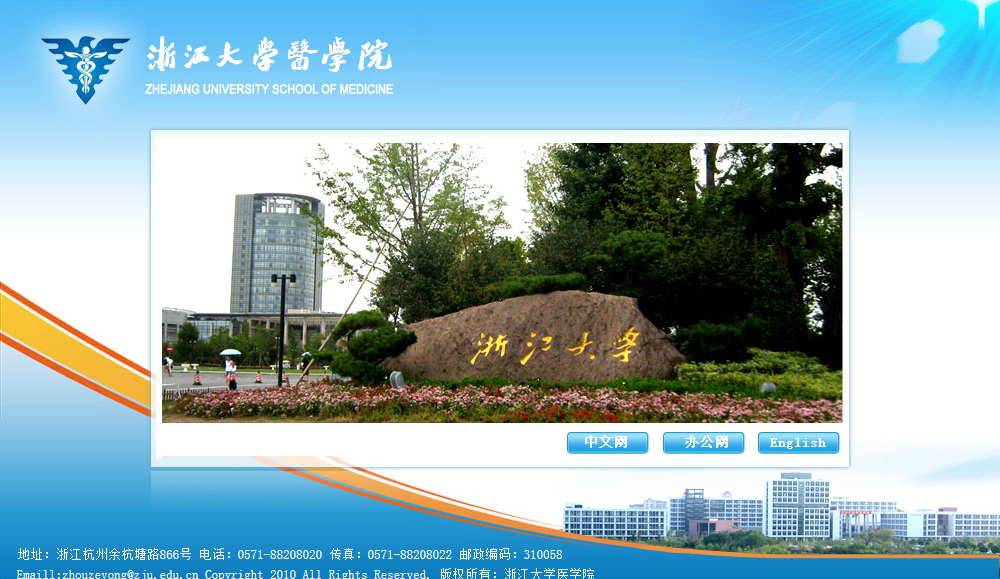 浙江大學醫學院
ZHEJIANG UNIVERSITY SCHOOL OF MEDICINE
浙江大學
中文网 办公网 English
地址：浙江杭州余杭塘路866号 电话：0571-88208020 传真：0571-88208022 邮政编码：310058
Emaill:zhouzeyong@zju.edu.cn Copyright 2010 All Rights Reserved. 版权所有：浙江大学医学院